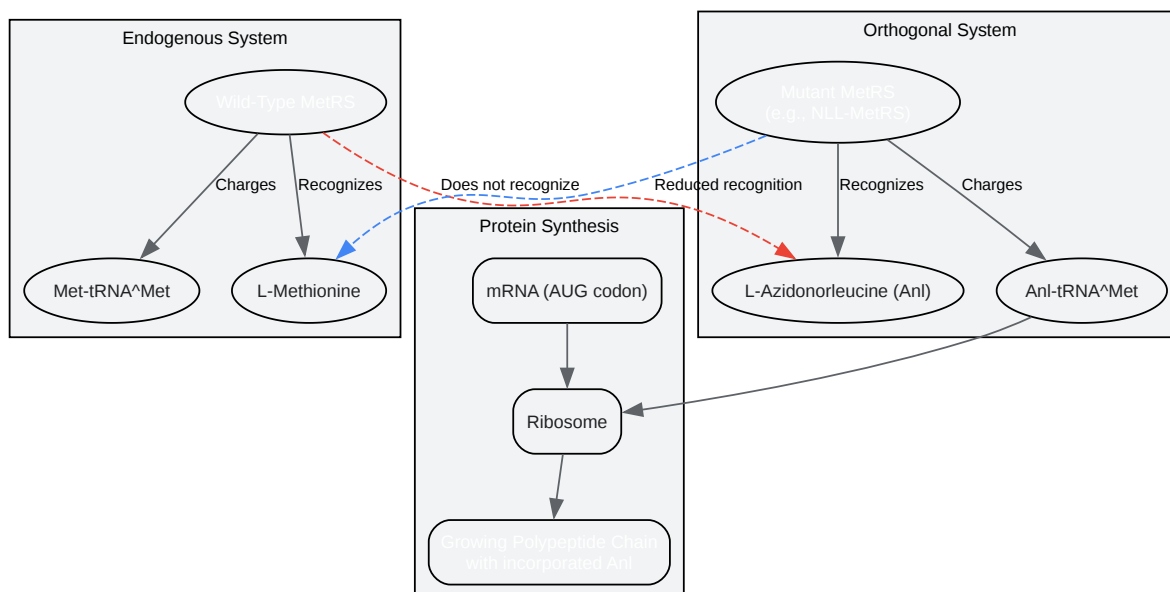 Endogenous System
Wild-Type MetRS
Charges
Recognizes
Met-tRNA^Met
L-Methionine
Does not recognize
Reduced recognition
Orthogonal System
Mutant MetRS
(e.g., NLL-MetRS)
Recognizes
Charges
L-Azidonorleucine (Anl)
Anl-tRNA^Met
Protein Synthesis
mRNA (AUG codon)
Ribosome
Growing Polypeptide Chain
with incorporated Anl